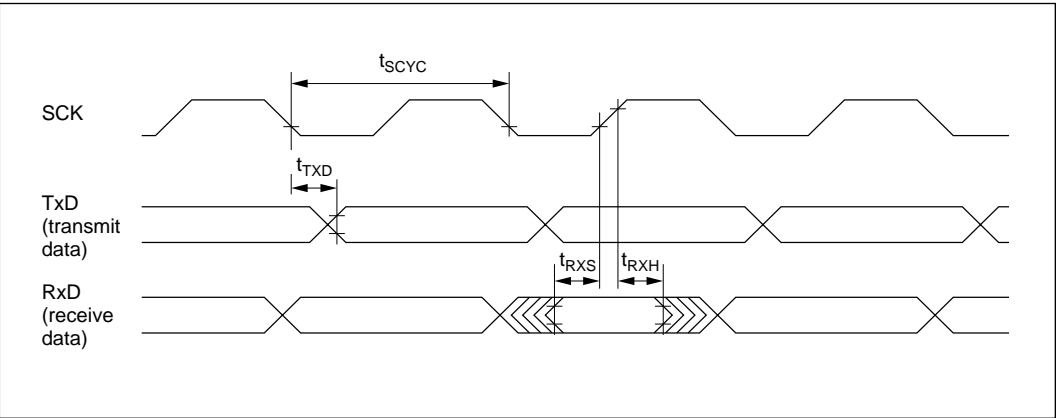 tSCYC
SCK
tTXD
TxD
(transmit
data)
tRXS
tRXH
RxD
(receive
data)